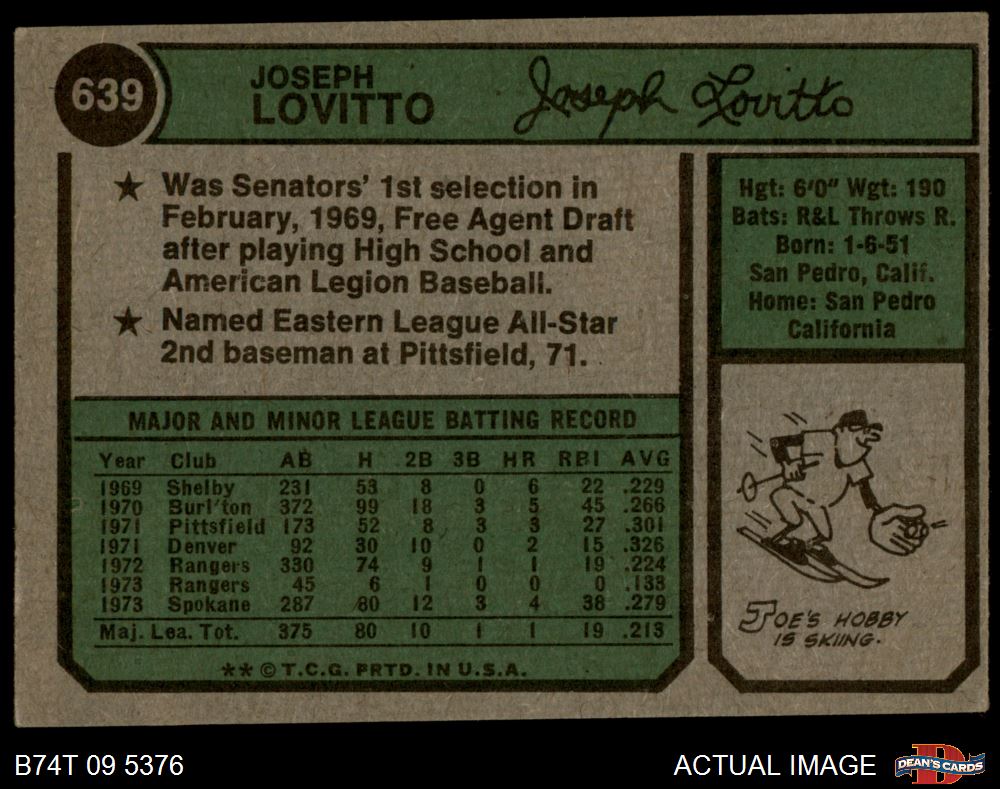 639
JOSEPH
LOVITTO
Joseph Lovitto
★ Was Senators' 1st selection in
February, 1969, Free Agent Draft
after playing High School and
American Legion Baseball.
★ Named Eastern League All-Star
2nd baseman at Pittsfield, 71.
Hgt: 6'0" Wgt: 190
Bats: R&L Throws R.
Born: 1-6-51
San Pedro, Calif.
Home: San Pedro
California
MAJOR AND MINOR LEAGUE BATTING RECORD
Year Club AB H 2B 3B HR RBI AVG
1969 Shelby 231 53 8 0 6 22 .229
1970 Burl'ton 372 99 18 3 5 45 .266
1971 Pittsfield 173 52 8 3 3 27 .301
1971 Denver 92 30 10 0 2 15 .326
1972 Rangers 330 74 9 1 1 19 .224
1973 Rangers 45 6 1 0 0 0 .133
1973 Spokane 287 80 12 3 4 38 .279
Maj. Lea. Tot. 375 80 10 1 1 19 .213
** © T.C.G. PRTD. IN U.S.A.
JOE'S HOBBY
IS SKIING.
B74T 09 5376
ACTUAL IMAGE
DEAN'S CARDS